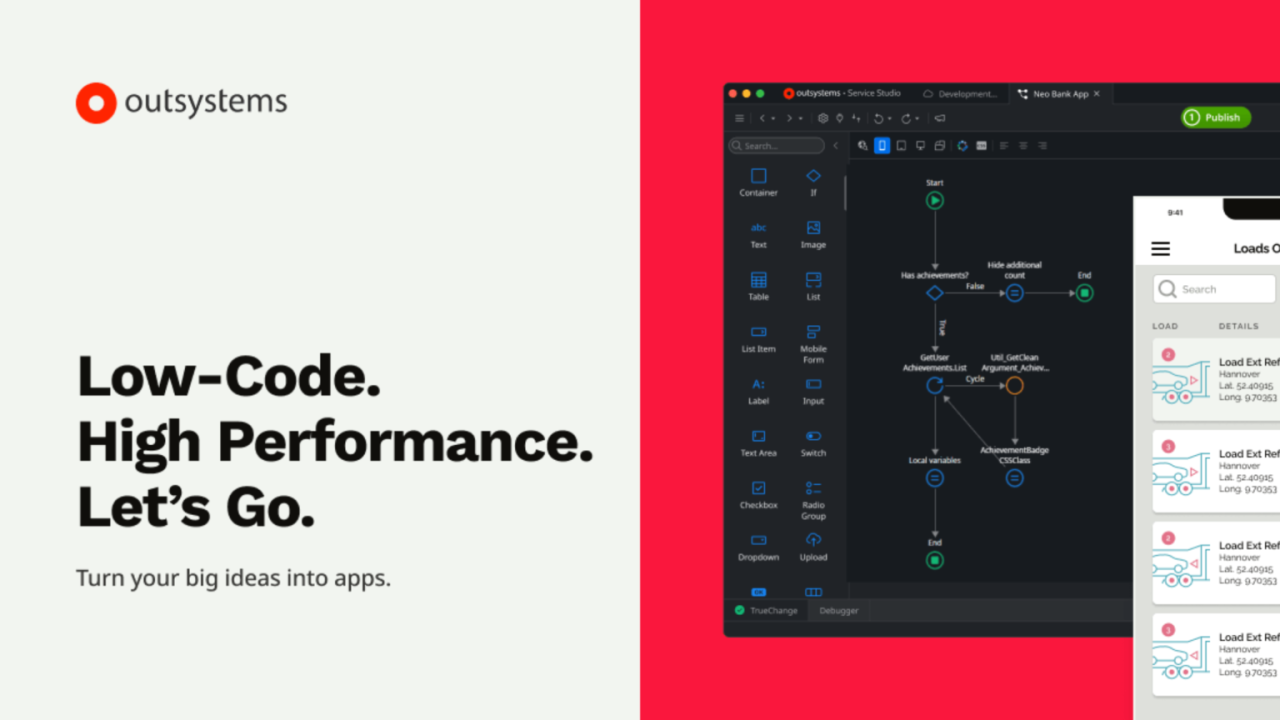 outsystems
Low-Code.
High Performance.
Let's Go.
Turn your big ideas into apps.
outsystems - Service Studio
Development...
Neo Bank App
1 Publish
Search...
Container
If
Text
abc
Image
Table
List
List Item
Mobile
Form
A:
Label
Input
Text Area
Switch
Checkbox
Radio
Group
Dropdown
Upload
TrueChange
Debugger
Start
Has achievements?
False
Hide additional
count
End
True
GetUser
Achievements.List
Cycle
Util_GetClean
Argument_Achiev...
Local variables
AchievementBadge
CSSClass
End
9:41
Loads O
Search
LOAD DETAILS
2
Load Ext Ref
Hannover
Lat. 52.40915
Long. 9.70353
3
Load Ext Ref
Hannover
Lat. 52.40915
Long. 9.70353
2
Load Ext Ref
Hannover
Lat. 52.40915
Long. 9.70353
3
Load Ext Ref
Hannover
Lat. 52.40915
Long. 9.70353